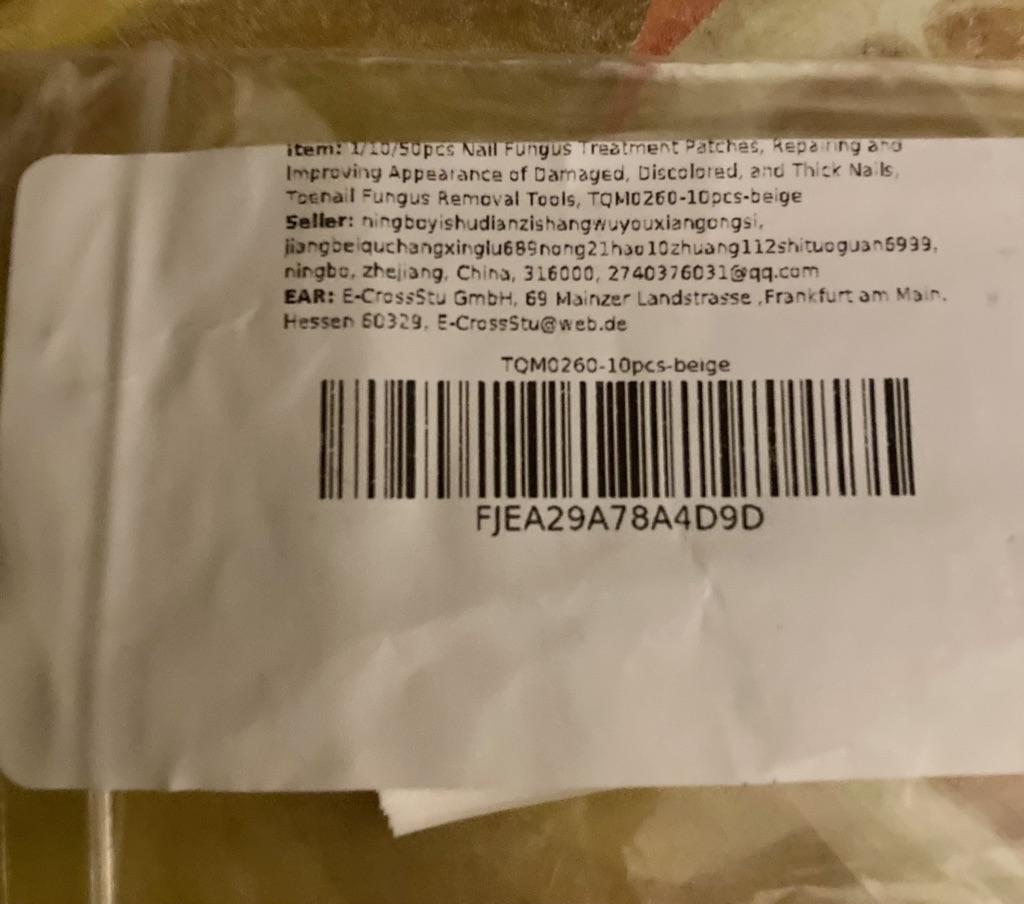 Item: 1/10/50pcs Nail Fungus Treatment Patches, Repairing and
Improving Appearance of Damaged, Discolored, and Thick Nails,
Toenail Fungus Removal Tools, TQM0260-10pcs-beige
Seller: ningboyishudianzishangwuyouxiangongsi,
jiangbeiquchangxinglu689nong21hao10zhuang112shituoguan6999,
ningbo, zhejiang, China, 316000, 2740376031@qq.com
EAR: E-CrossStu GmbH, 69 Mainzer Landstrasse ,Frankfurt am Main,
Hessen 60329, E-CrossStu@web.de
TQM0260-10pcs-beige
FJEA29A78A4D9D